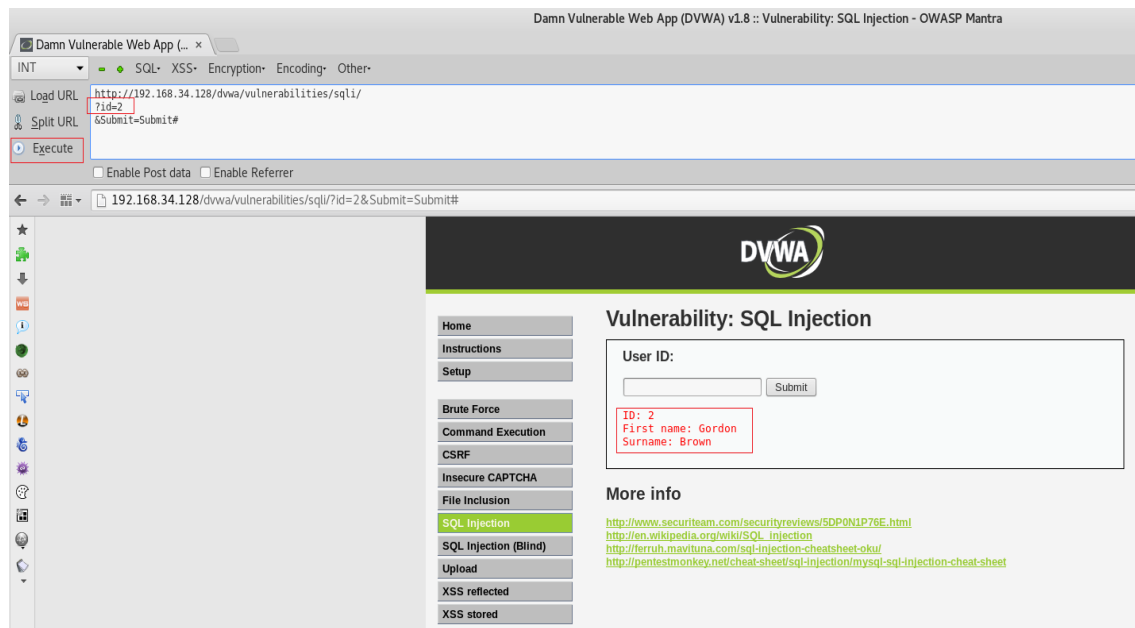 Damn Vulnerable Web App (DVWA) v1.8 :: Vulnerability: SQL Injection - OWASP Mantra
Damn Vulnerable Web App (... ×
INT SQL XSS Encryption Encoding Other
Load URL
Split URL
Execute
http://192.168.34.128/dvwa/vulnerabilities/sqli/
?id=2
&Submit=Submit#
Enable Post data Enable Referrer
192.168.34.128/dvwa/vulnerabilities/sqli/?id=2&Submit=Submit#
WS
DVWA
Home
Instructions
Setup
Brute Force
Command Execution
CSRF
Insecure CAPTCHA
File Inclusion
SQL Injection
SQL Injection (Blind)
Upload
XSS reflected
XSS stored
Vulnerability: SQL Injection
User ID:
Submit
ID: 2
First name: Gordon
Surname: Brown
More info
http://www.securiteam.com/securityreviews/5DP0N1P76E.html
http://en.wikipedia.org/wiki/SQL_injection
http://ferruh.mavituna.com/sql-injection-cheatsheet-oku/
http://pentestmonkey.net/cheat-sheet/sql-injection/mysql-sql-injection-cheat-sheet